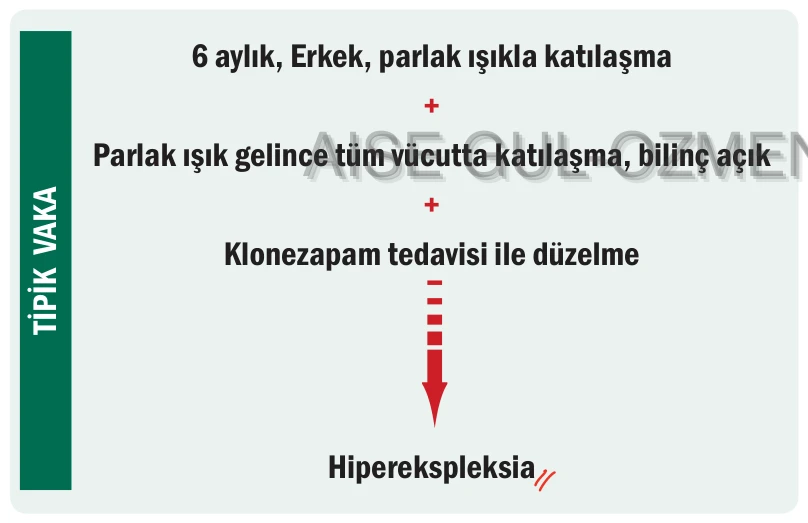 TİPİK VAKA
6 aylık, Erkek, parlak ışıkla katılaşma
+
Parlak ışık gelince tüm vücutta katılaşma, bilinç açık
AISE GUL OZMEN
+
Klonezapam tedavisi ile düzelme
Hiperekspleksia